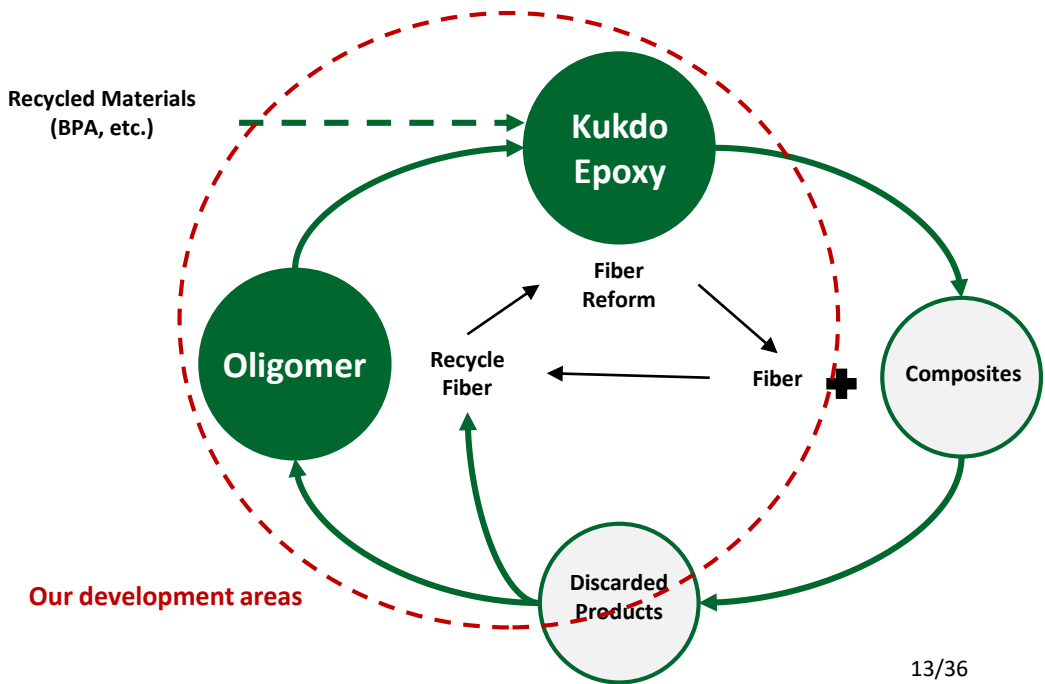 Recycled Materials
(BPA, etc.)
Kukdo
Epoxy
Fiber
Reform
Oligomer
Recycle
Fiber
Fiber
Composites
Discarded
Products
Our development areas
13/36